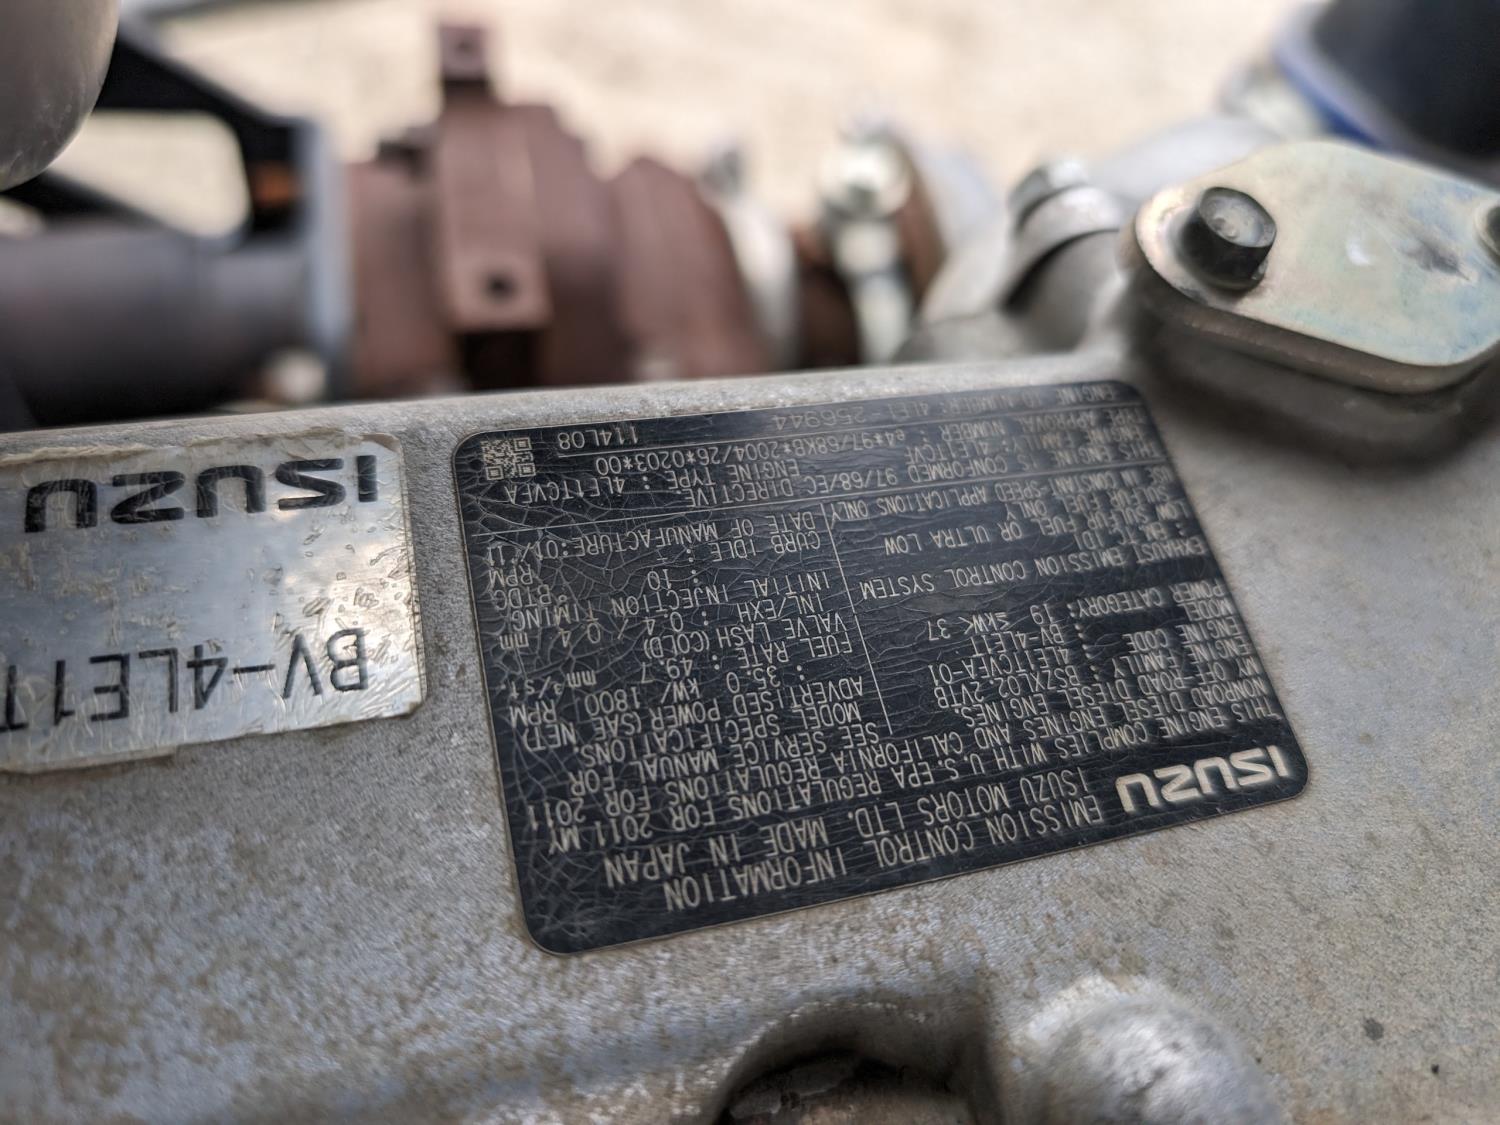 ISUZU
EMISSION CONTROL INFORMATION
ISUZU MOTORS LTD. MADE IN JAPAN
THIS ENGINE COMPLIES WITH U.S.EPA REGULATIONS FOR 2011 MY
NONROAD DIESEL ENGINES AND CALIFORNIA REGULATIONS FOR 2011
MY OFF-ROAD DIESEL ENGINES.
SEE SERVICE MANUAL FOR
MODEL SPECIFICATIONS.
ENGINE FAMILY : BSZXL02.2VTB
ENGINE CODE : 4LE1TCVFA-01
MODEL : BV-4LE1T
POWER CATEGORY: 19 ≦kW< 37
EXHAUST EMISSION CONTROL SYSTEM
: EM, TC, IDI
LOW SULFUR FUEL OR ULTRA LOW
SULFUR FUEL ONLY
USE IN CONSTANT-SPEED APPLICATIONS ONLY
ADVERTISED POWER (SAE NET)
: 35.0 kW/ 1800 RPM
FUEL RATE : 49.7 mm³/st
VALVE LASH(COLD)
INL/EXH : 0.4 / 0.4 mm
INITIAL INJECTION TIMING
: 10 °BTDC
CURB IDLE : RPM
DATE OF MANUFACTURE:01/11
THIS ENGINE IS CONFORMED 97/68/EC DIRECTIVE
ENGINE FAMILY:4LE1TCV ENGINE TYPE : 4LE1TCVFA
TYPE APPROVAL NUMBER : e4*97/68KB*2004/26*0203*00
ENGINE ID NUMBER: 4LE1-256944
114L08
ISUZU
BV-4LE1T